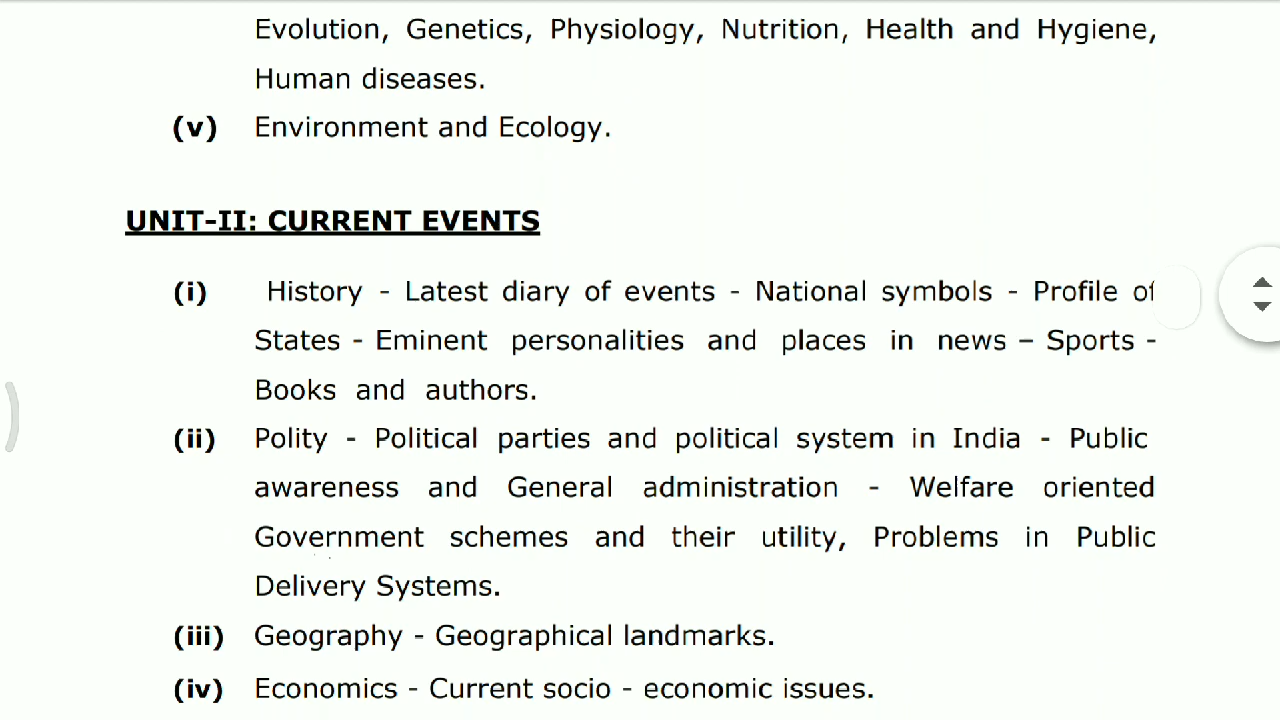 Evolution, Genetics, Physiology, Nutrition, Health and Hygiene,
Human diseases.
(v) Environment and Ecology.
UNIT-II: CURRENT EVENTS
(i) History - Latest diary of events - National symbols - Profile of
States - Eminent personalities and places in news – Sports -
Books and authors.
(ii) Polity - Political parties and political system in India - Public
awareness and General administration - Welfare oriented
Government schemes and their utility, Problems in Public
Delivery Systems.
(iii) Geography - Geographical landmarks.
(iv) Economics - Current socio - economic issues.